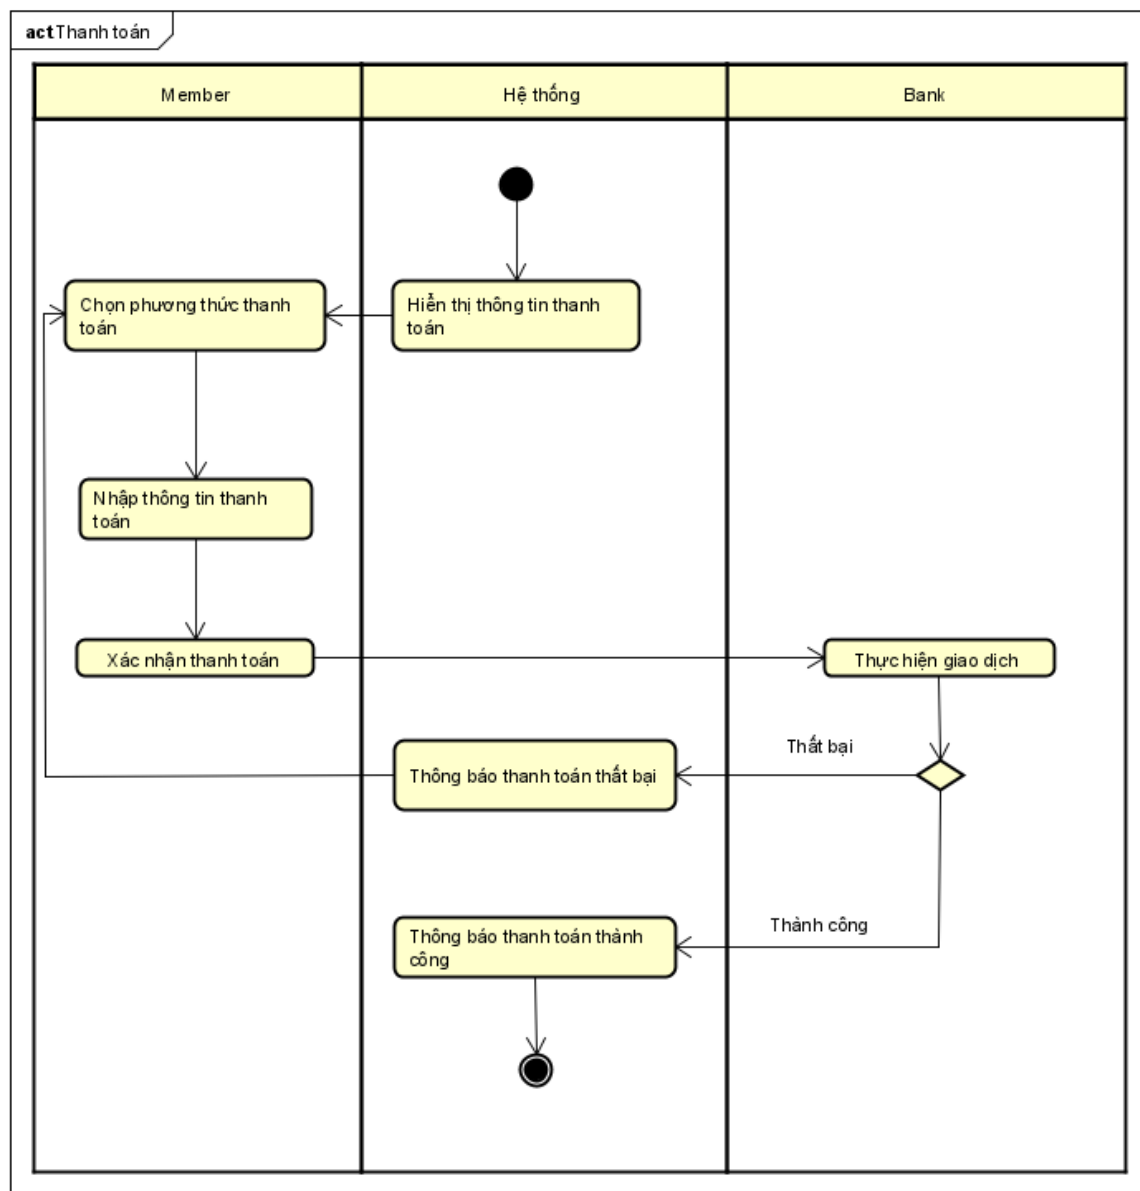 act Thanh toán
Member
Hệ thống
Bank
Chọn phương thức thanh
toán
Hiển thị thông tin thanh
toán
Nhập thông tin thanh
toán
Xác nhận thanh toán
Thực hiện giao dịch
Thất bại
Thông báo thanh toán thất bại
Thành công
Thông báo thanh toán thành
công